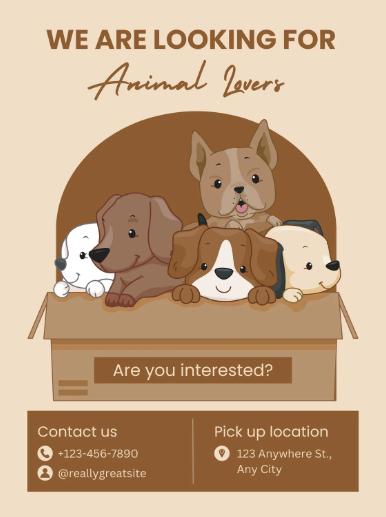 WE ARE LOOKING FOR
Animal Lovers
Are you interested?
Contact us
+123-456-7890
@reallygreatsite
Pick up location
123 Anywhere St.,
Any City